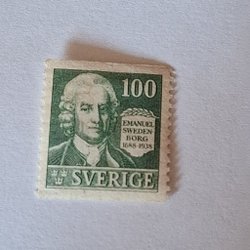 100
EMANUEL
SWEDEN-
BORG
1688-1938
SVERIGE